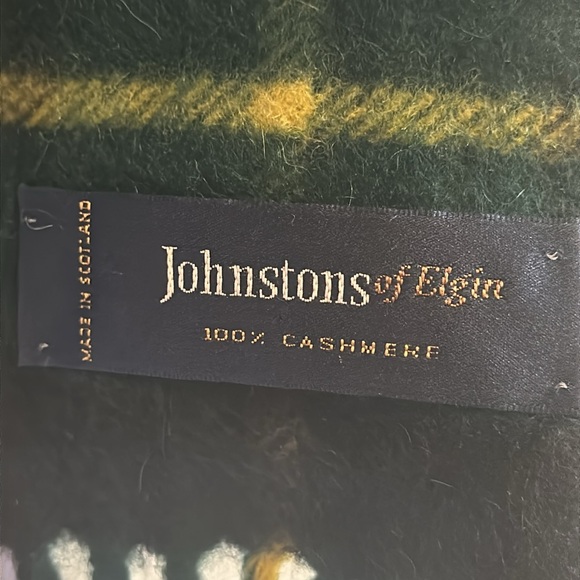 MADE IN SCOTLAND
Johnstons of Elgin
100% CASHMERE